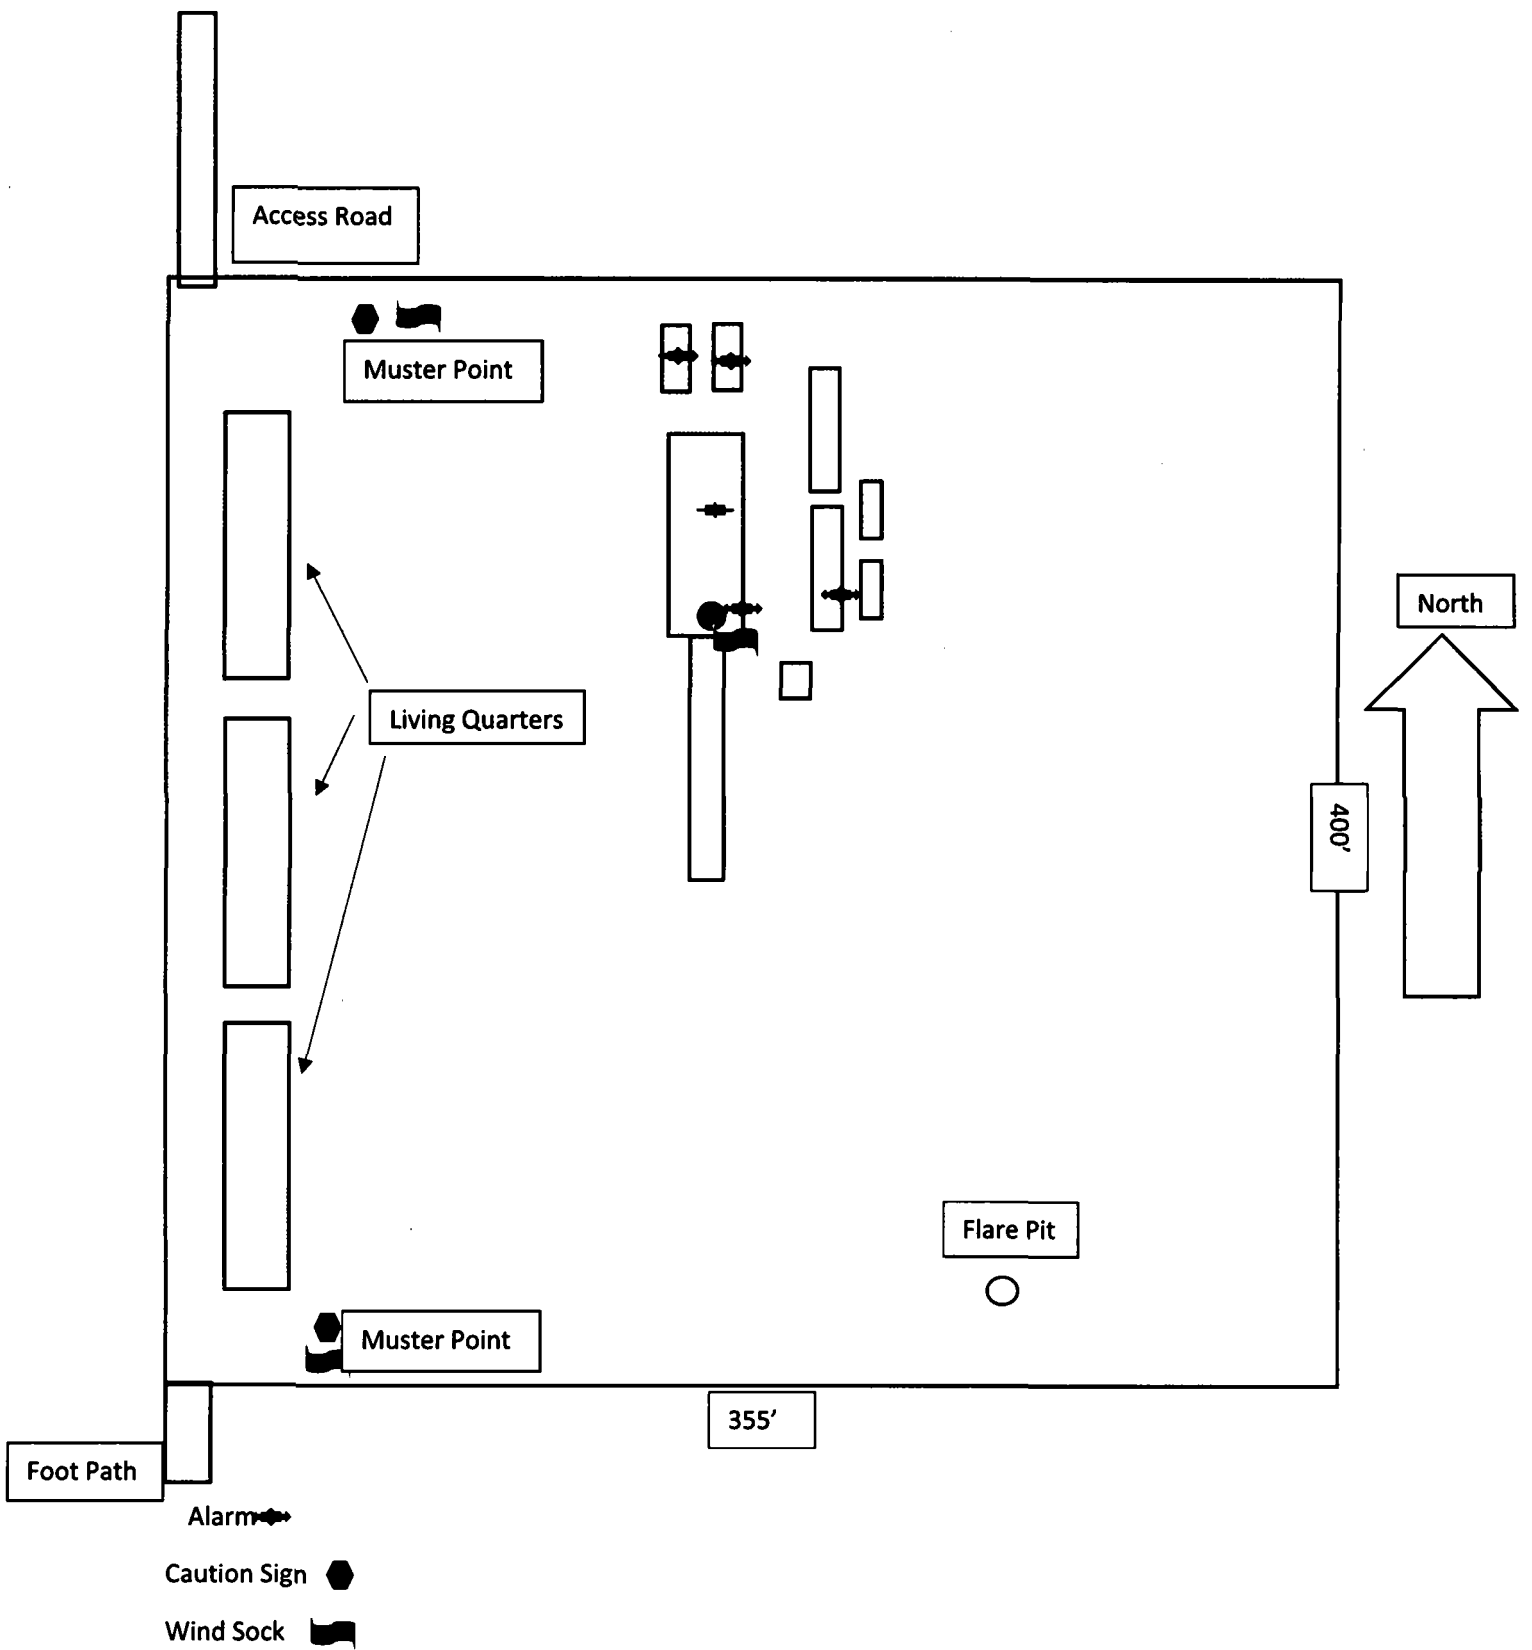 Access Road
Muster Point
North
Living Quarters
400'
Flare Pit
Muster Point
355'
Foot Path
Alarm
Caution Sign
Wind Sock